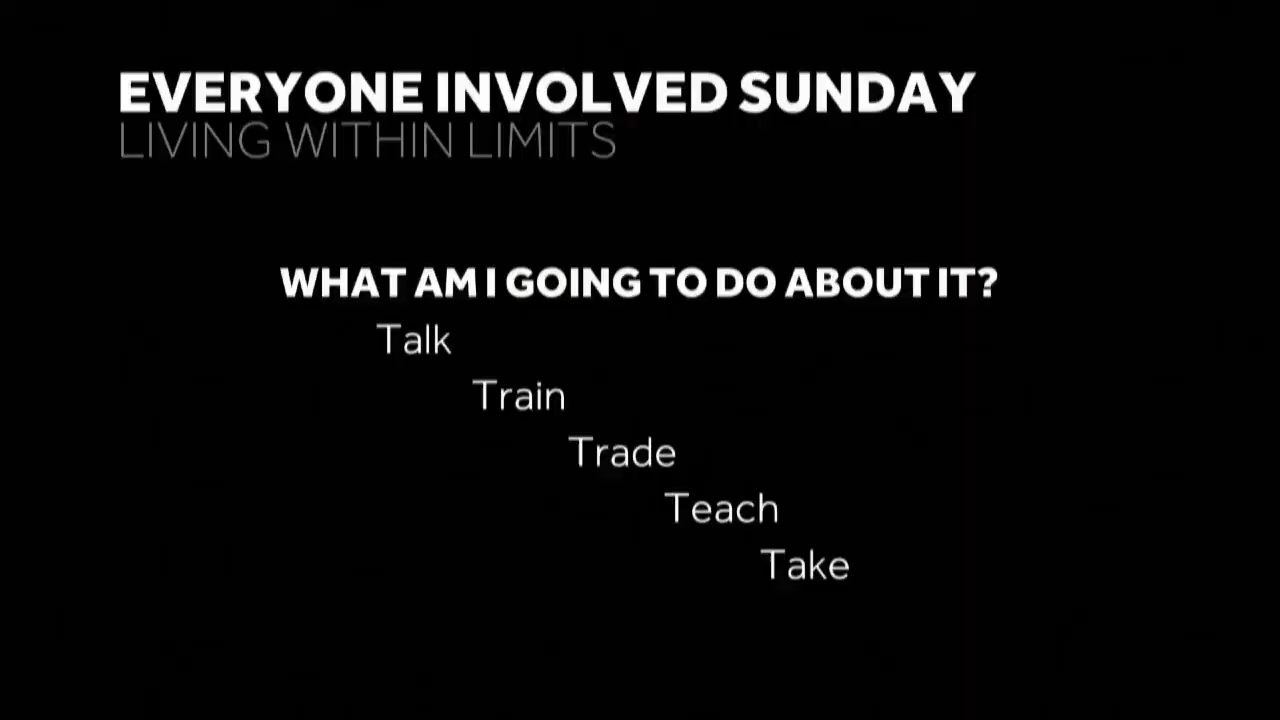 EVERYONE INVOLVED SUNDAY
LIVING WITHIN LIMITS
WHAT AM I GOING TO DO ABOUT IT?
Talk
Train
Trade
Teach
Take